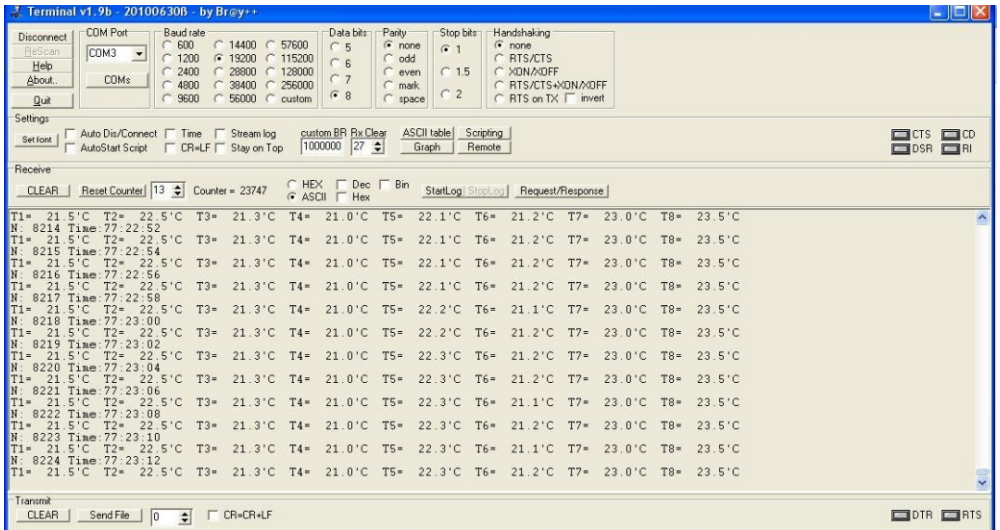 Terminal v1.9b - 20100630ß - by Br@y++
Disconnect
ReScan
Help
About..
Quit
COM Port
COM3
COMs
Baud rate
600 14400 57600
1200 19200 115200
2400 28800 128000
4800 38400 256000
9600 56000 custom
Data bits
5
6
7
8
Parity
none
odd
even
mark
space
Stop bits
1
1.5
2
Handshaking
none
RTS/CTS
XON/XOFF
RTS/CTS+XON/XOFF
RTS on TX invert
Settings
Set font
Auto Dis/Connect Time Stream log
AutoStart Script CR=LF Stay on Top
custom BR Rx Clear
1000000 27
ASCII table Scripting
Graph Remote
CTS CD
DSR RI
Receive
CLEAR Reset Counter 13 Counter = 23747
HEX Dec Bin
ASCII Hex
StartLog StopLog Request/Response
T1= 21.5'C T2= 22.5'C T3= 21.3'C T4= 21.0'C T5= 22.1'C T6= 21.2'C T7= 23.0'C T8= 23.5'C
N: 8214 Time:77:22:52
T1= 21.5'C T2= 22.5'C T3= 21.3'C T4= 21.0'C T5= 22.1'C T6= 21.2'C T7= 23.0'C T8= 23.5'C
N: 8215 Time:77:22:54
T1= 21.5'C T2= 22.5'C T3= 21.3'C T4= 21.0'C T5= 22.1'C T6= 21.2'C T7= 23.0'C T8= 23.5'C
N: 8216 Time:77:22:56
T1= 21.5'C T2= 22.5'C T3= 21.3'C T4= 21.0'C T5= 22.1'C T6= 21.2'C T7= 23.0'C T8= 23.5'C
N: 8217 Time:77:22:58
T1= 21.5'C T2= 22.5'C T3= 21.3'C T4= 21.0'C T5= 22.2'C T6= 21.1'C T7= 23.0'C T8= 23.5'C
N: 8218 Time:77:23:00
T1= 21.5'C T2= 22.5'C T3= 21.3'C T4= 21.0'C T5= 22.2'C T6= 21.1'C T7= 23.0'C T8= 23.5'C
N: 8219 Time:77:23:02
T1= 21.5'C T2= 22.5'C T3= 21.3'C T4= 21.0'C T5= 22.3'C T6= 21.2'C T7= 23.0'C T8= 23.5'C
N: 8220 Time:77:23:04
T1= 21.5'C T2= 22.5'C T3= 21.3'C T4= 21.0'C T5= 22.3'C T6= 21.2'C T7= 23.0'C T8= 23.5'C
N: 8221 Time:77:23:06
T1= 21.5'C T2= 22.5'C T3= 21.3'C T4= 21.0'C T5= 22.3'C T6= 21.1'C T7= 23.0'C T8= 23.5'C
N: 8222 Time:77:23:08
T1= 21.5'C T2= 22.5'C T3= 21.3'C T4= 21.0'C T5= 22.3'C T6= 21.1'C T7= 23.0'C T8= 23.5'C
N: 8223 Time:77:23:10
T1= 21.5'C T2= 22.5'C T3= 21.3'C T4= 21.0'C T5= 22.3'C T6= 21.1'C T7= 23.0'C T8= 23.5'C
N: 8224 Time:77:23:12
T1= 21.5'C T2= 22.5'C T3= 21.3'C T4= 21.0'C T5= 22.3'C T6= 21.2'C T7= 23.0'C T8= 23.5'C
Transmit
CLEAR Send File 0 CR=CR+LF
DTR RTS